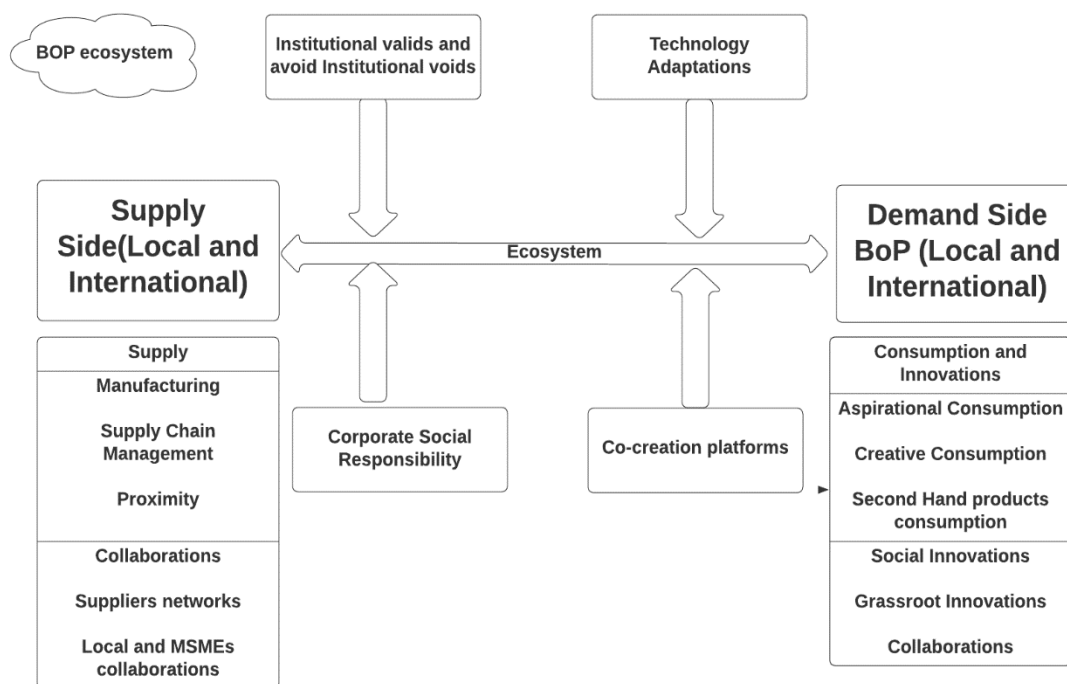 BOP ecosystem
Institutional valids and
avoid Institutional voids
Technology
Adaptations
Supply
Side(Local and
International)
Ecosystem
Demand Side
BoP (Local and
International)
Supply
Manufacturing
Supply Chain
Management
Proximity
Collaborations
Suppliers networks
Local and MSMEs
collaborations
Corporate Social
Responsibility
Co-creation platforms
Consumption and
Innovations
Aspirational Consumption
Creative Consumption
Second Hand products
consumption
Social Innovations
Grassroot Innovations
Collaborations